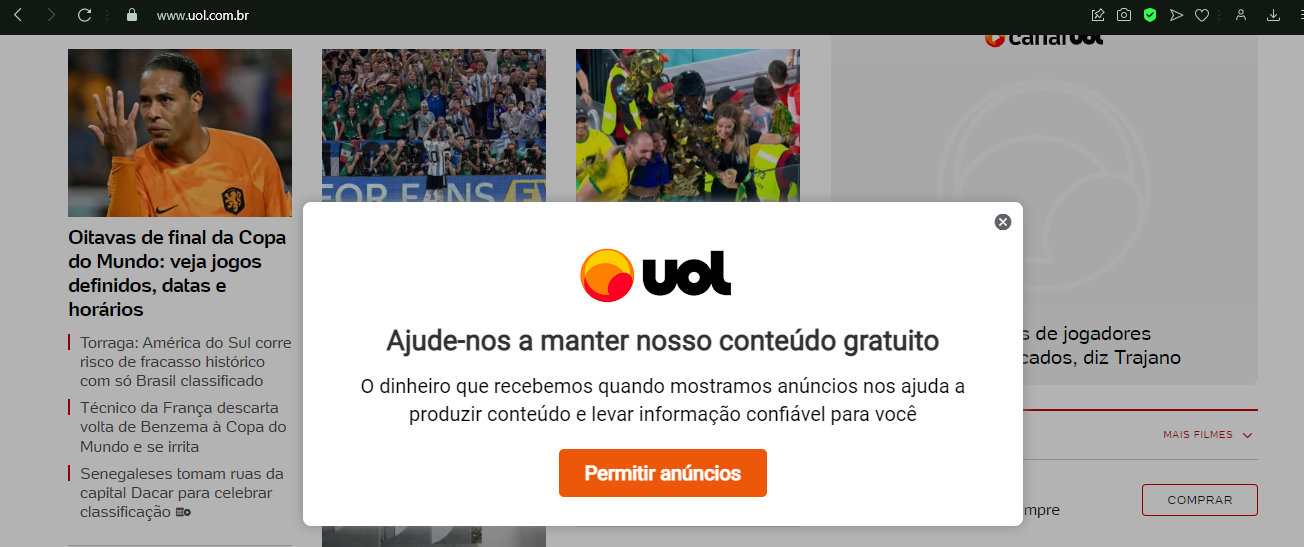 www.uol.com.br
canalUOL
FOR FANS
Oitavas de final da Copa
do Mundo: veja jogos
definidos, datas e
horários
Torraga: América do Sul corre
risco de fracasso histórico
com só Brasil classificado
Técnico da França descarta
volta de Benzema à Copa do
Mundo e se irrita
Senegaleses tomam ruas da
capital Dacar para celebrar
classificação
uol
Ajude-nos a manter nosso conteúdo gratuito
O dinheiro que recebemos quando mostramos anúncios nos ajuda a
produzir conteúdo e levar informação confiável para você
Permitir anúncios
de jogadores
diz Trajano
MAIS FILMES
COMPRAR